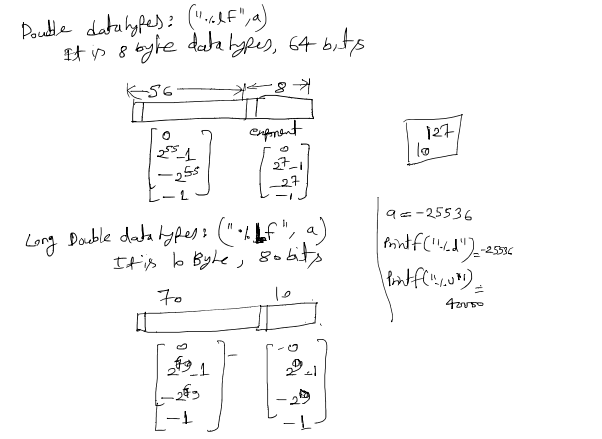 Double datatypes: ("%lf", a)
It is 8 byte data types, 64 bits
56 8
exponent
0
2^55-1
-2^55
-1
0
2^7-1
-2^7
-1
127
10
Long Double datatypes: ("%Lf", a)
It is 10 Byte, 80 bits
70 10
0
2^69-1
-2^69
-1
-0
2^9-1
-2^9
-1
a = -25536
Printf("%d") = -25536
Printf("%u") =
40000